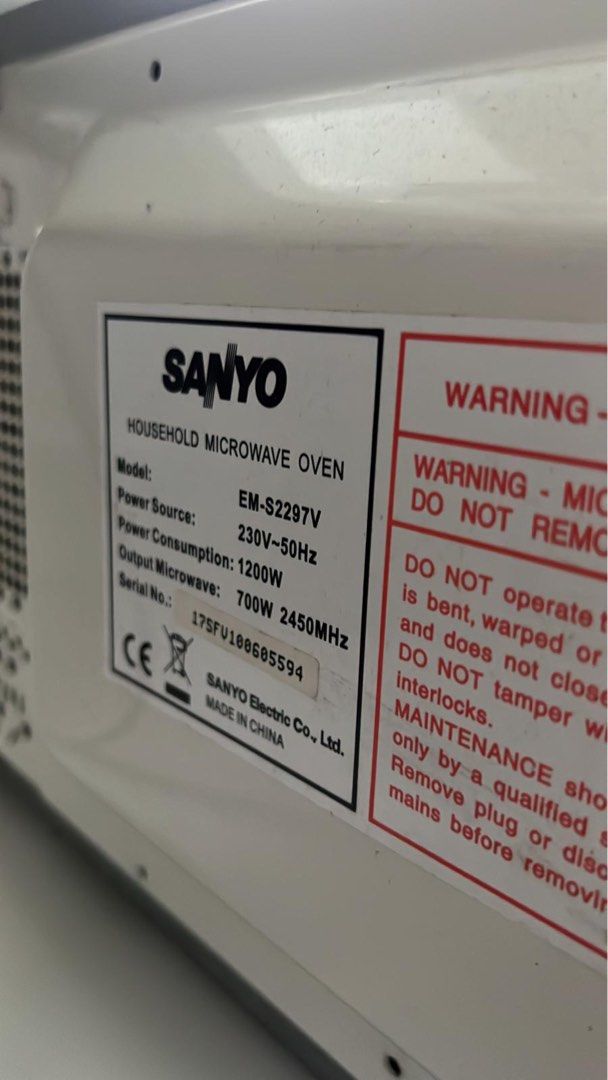 SANYO
HOUSEHOLD MICROWAVE OVEN
Model: EM-S2297V
Power Source: 230V~50Hz
Power Consumption: 1200W
Output Microwave: 700W 2450MHz
Serial No.: 175FV100605594
CE
SANYO Electric Co., Ltd.
MADE IN CHINA
WARNING -
WARNING - MIC
DO NOT REMO
DO NOT operate t
is bent, warped or
and does not close
DO NOT tamper wi
interlocks.
MAINTENANCE sho
only by a qualified s
Remove plug or disc
mains before removin